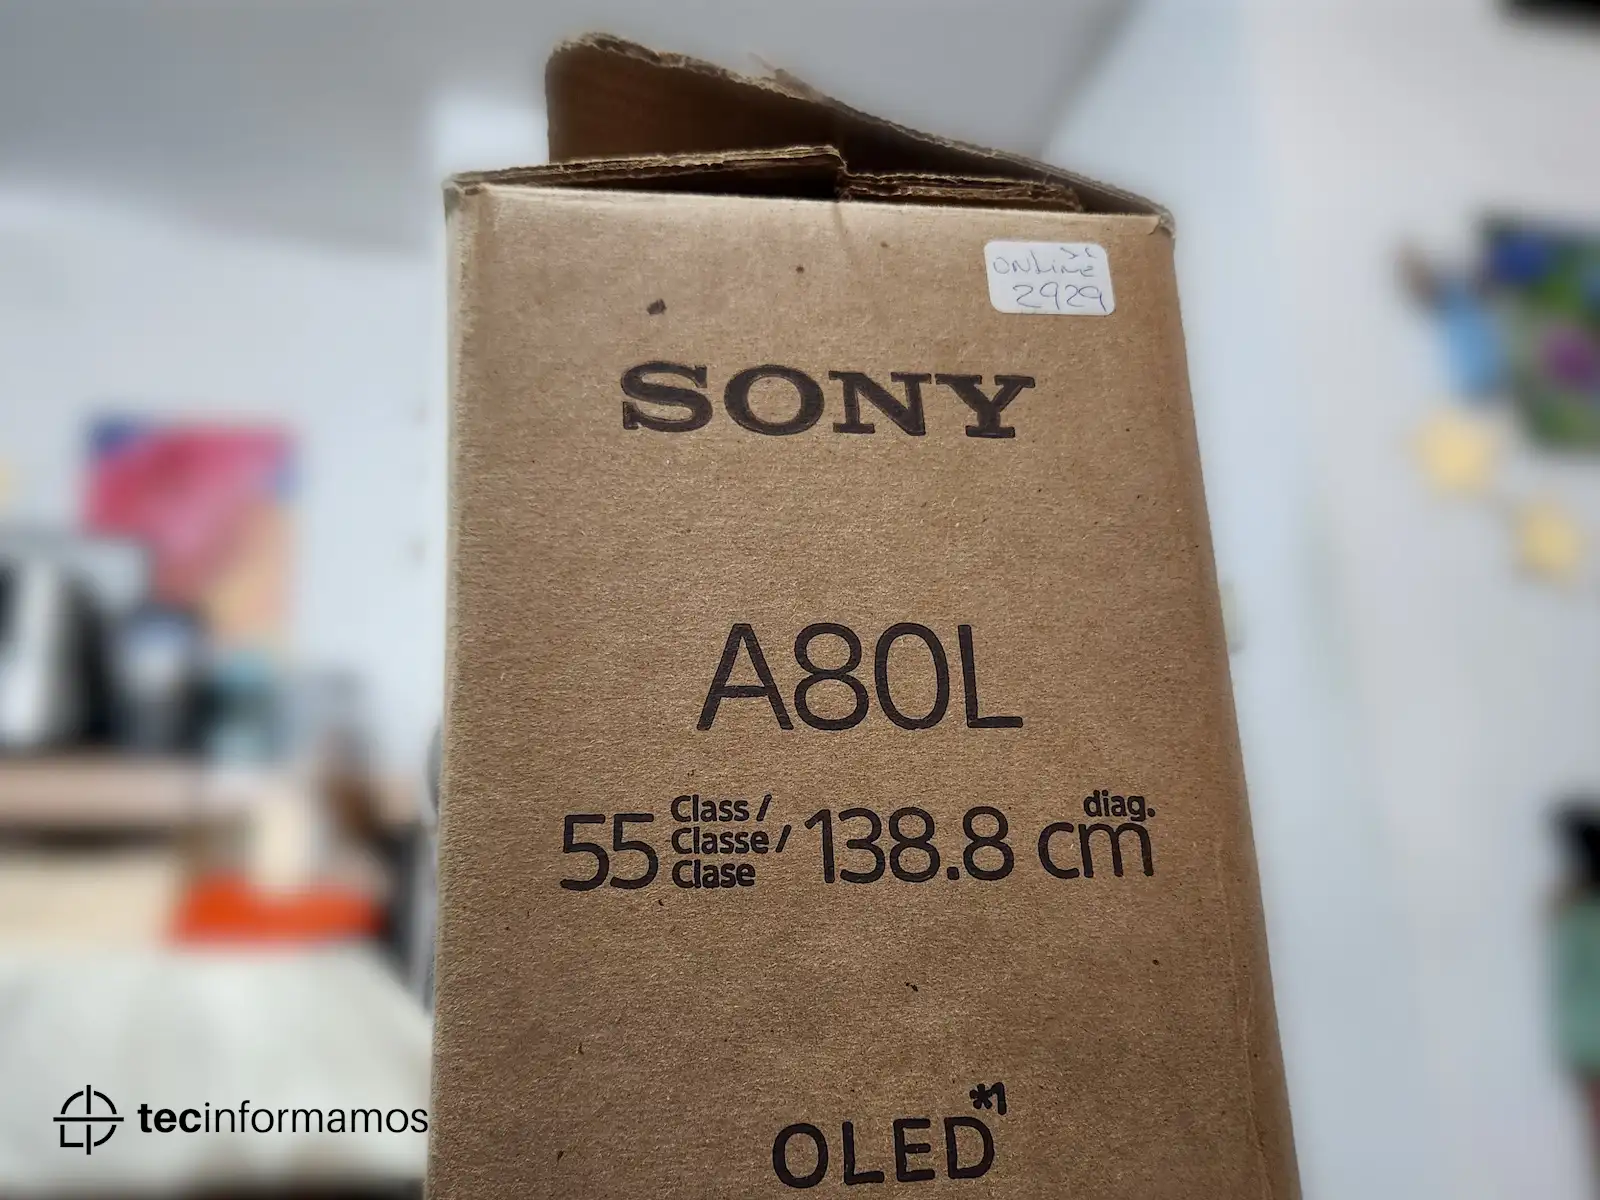 ONLINE
2929
SONY
A80L
55 Class / Classe / Clase 138.8 cm diag.
OLED*1
tecinformamos